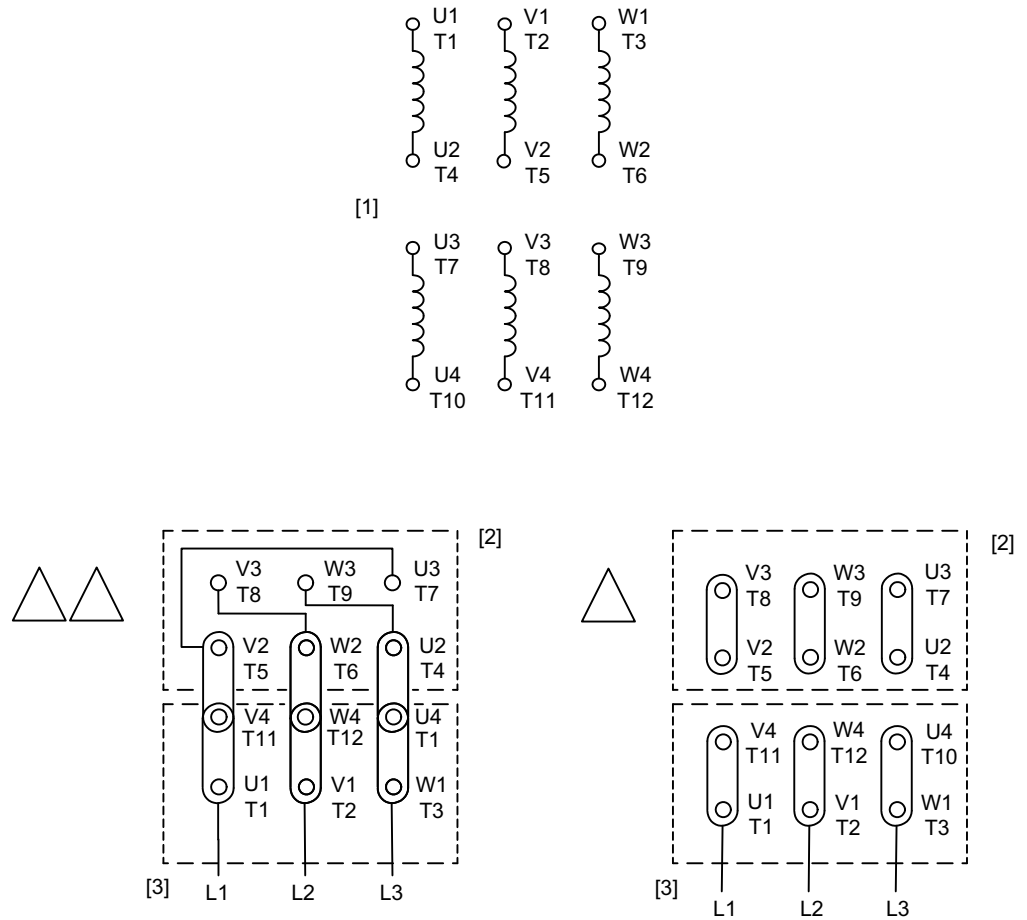 U1 V1 W1
T1 T2 T3
U2 V2 W2
T4 T5 T6
[1]
U3 V3 W3
T7 T8 T9
U4 V4 W4
T10 T11 T12
[2]
V3 W3 U3
T8 T9 T7
V2 W2 U2
T5 T6 T4
V4 W4 U4
T11 T12 T1
U1 V1 W1
T1 T2 T3
[3] L1 L2 L3
[2]
V3 W3 U3
T8 T9 T7
V2 W2 U2
T5 T6 T4
V4 W4 U4
T11 T12 T10
U1 V1 W1
T1 T2 T3
[3] L1 L2 L3